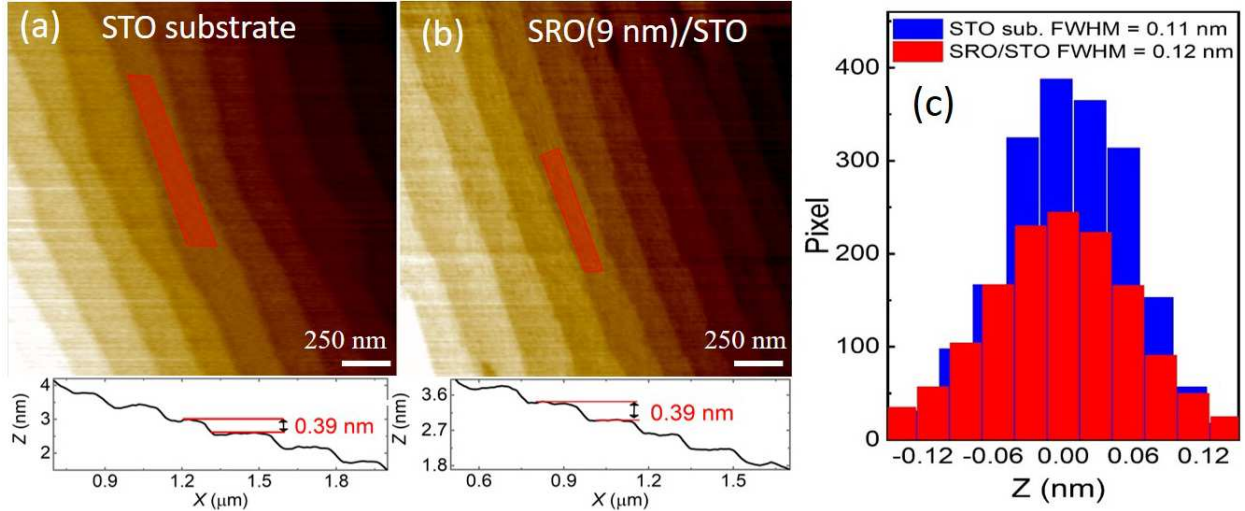 (a) STO substrate
250 nm
Z (nm)
4
3
2
0.39 nm
0.9 1.2 1.5 1.8
X (μm)
(b) SRO(9 nm)/STO
250 nm
Z (nm)
3.6
2.7
1.8
0.39 nm
0.6 0.9 1.2 1.5
X (μm)
STO sub. FWHM = 0.11 nm
SRO/STO FWHM = 0.12 nm
(c)
Pixel
400
300
200
100
0
-0.12 -0.06 0.00 0.06 0.12
Z (nm)